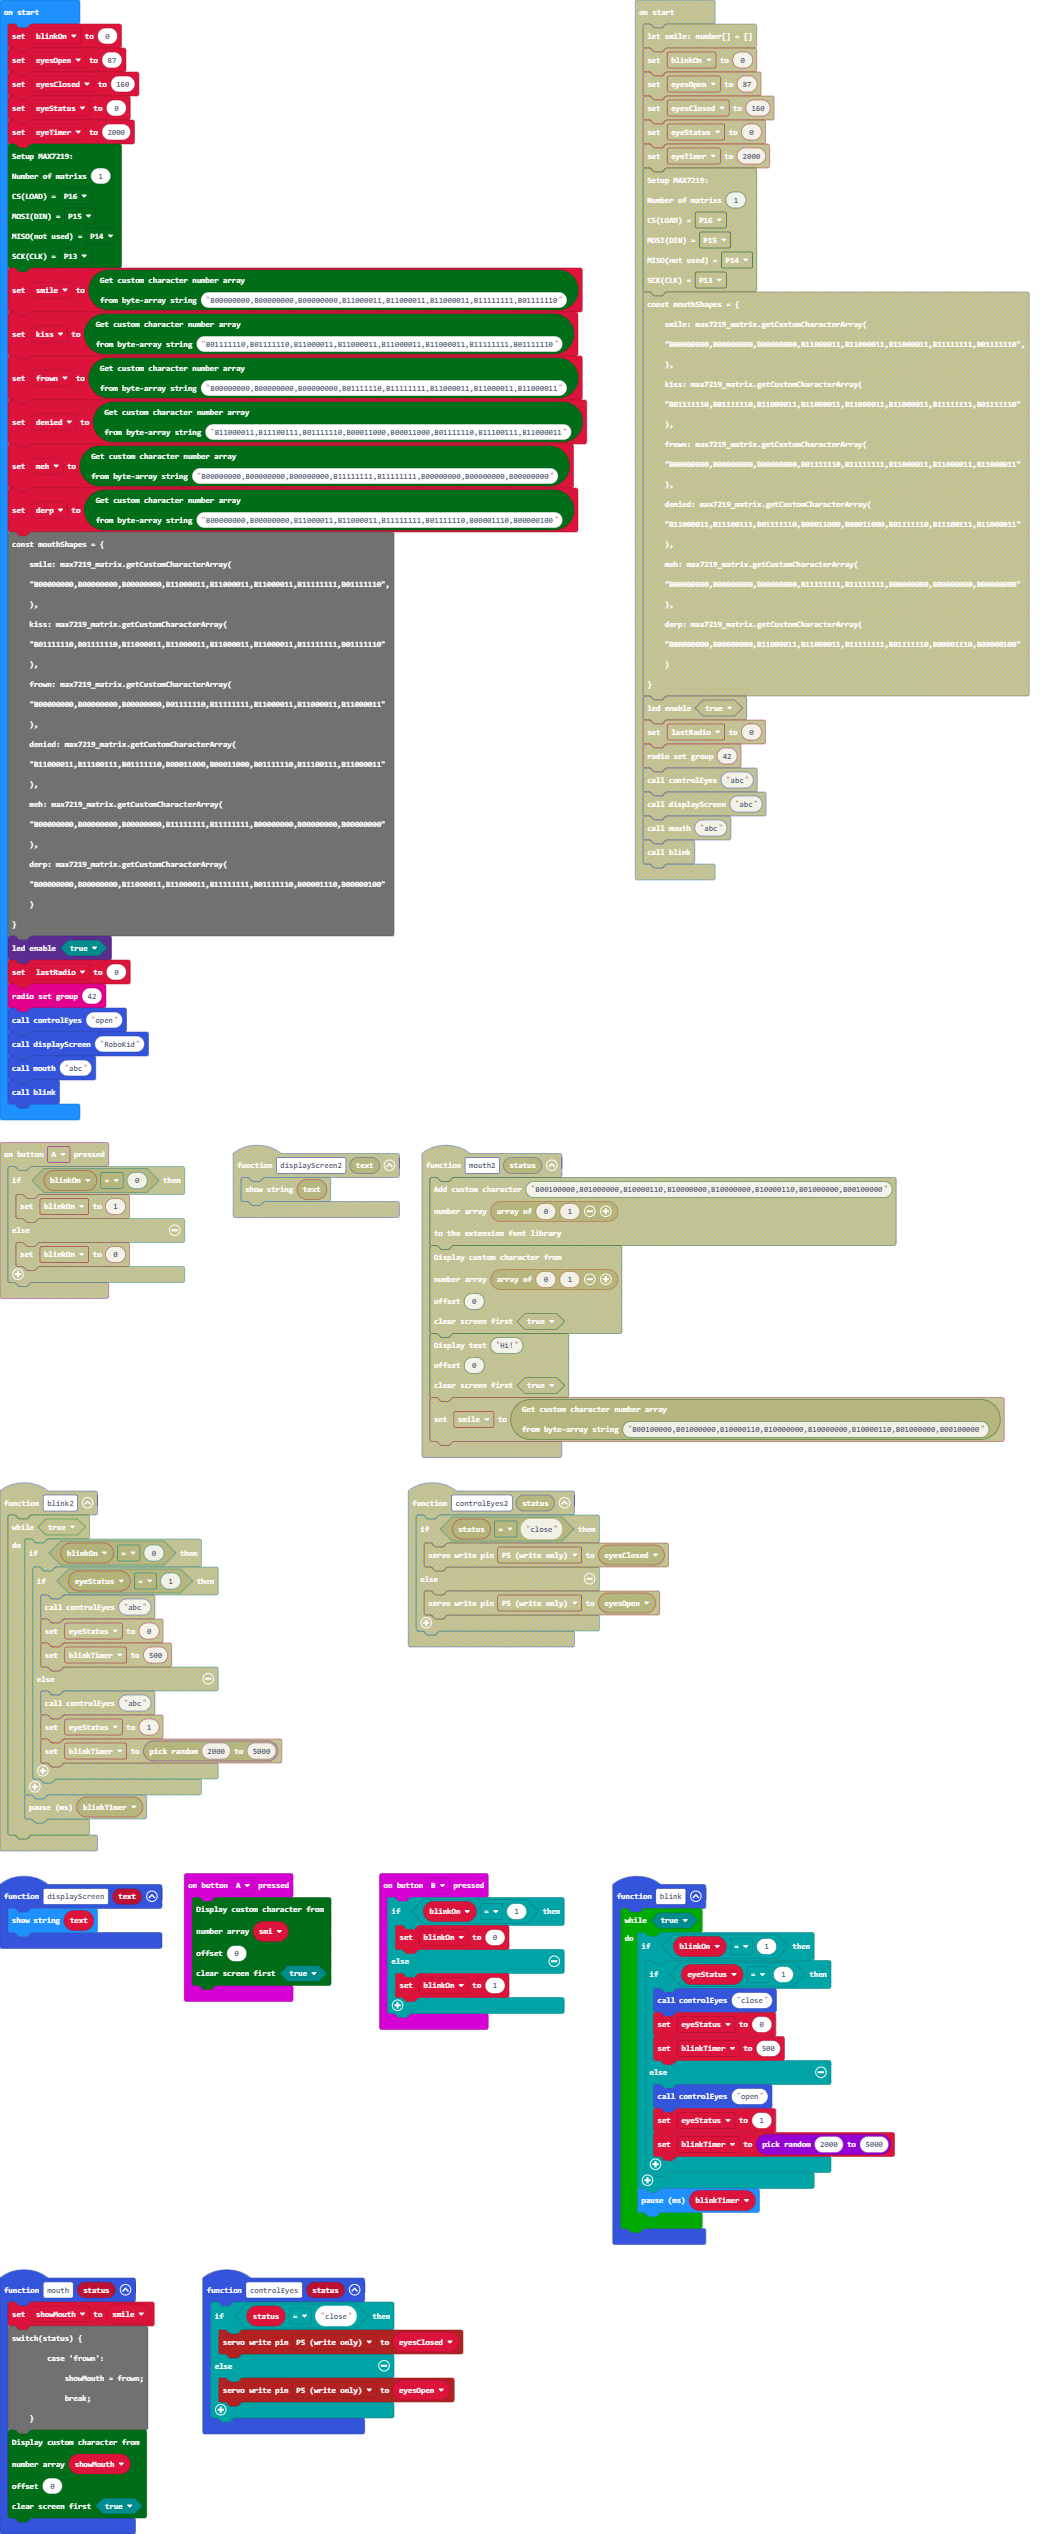 on start
set blinkOn to 0
set eyesOpen to 87
set eyesClosed to 160
set eyeStatus to 0
set eyeTimer to 2000
Setup MAX7219:
Number of matrixs 1
CS(LOAD) = P16
MOSI(DIN) = P15
MISO(not used) = P14
SCK(CLK) = P13
set smile to Get custom character number array
from byte-array string "B00000000,B00000000,B00000000,B11000011,B11000011,B11000011,B11111111,B01111110"
set kiss to Get custom character number array
from byte-array string "B01111110,B01111110,B11000011,B11000011,B11000011,B11000011,B11111111,B01111110"
set frown to Get custom character number array
from byte-array string "B00000000,B00000000,B00000000,B01111110,B11111111,B11000011,B11000011,B11000011"
set denied to Get custom character number array
from byte-array string "B11000011,B11100111,B01111110,B00011000,B00011000,B01111110,B11100111,B11000011"
set meh to Get custom character number array
from byte-array string "B00000000,B00000000,B00000000,B11111111,B11111111,B00000000,B00000000,B00000000"
set derp to Get custom character number array
from byte-array string "B00000000,B00000000,B11000011,B11000011,B11111111,B01111110,B00001110,B00000100"
const mouthShapes = {
smile: max7219_matrix.getCustomCharacterArray(
"B00000000,B00000000,B00000000,B11000011,B11000011,B11000011,B11111111,B01111110",
),
kiss: max7219_matrix.getCustomCharacterArray(
"B01111110,B01111110,B11000011,B11000011,B11000011,B11000011,B11111111,B01111110"
),
frown: max7219_matrix.getCustomCharacterArray(
"B00000000,B00000000,B00000000,B01111110,B11111111,B11000011,B11000011,B11000011"
),
denied: max7219_matrix.getCustomCharacterArray(
"B11000011,B11100111,B01111110,B00011000,B00011000,B01111110,B11100111,B11000011"
),
meh: max7219_matrix.getCustomCharacterArray(
"B00000000,B00000000,B00000000,B11111111,B11111111,B00000000,B00000000,B00000000"
),
derp: max7219_matrix.getCustomCharacterArray(
"B00000000,B00000000,B11000011,B11000011,B11111111,B01111110,B00001110,B00000100"
)
}
led enable true
set lastRadio to 0
radio set group 42
call controlEyes "open"
call displayScreen "RoboKid"
call mouth "abc"
call blink
on start
let smile: number[] = []
set blinkOn to 0
set eyesOpen to 87
set eyesClosed to 160
set eyeStatus to 0
set eyeTimer to 2000
Setup MAX7219:
Number of matrixs 1
CS(LOAD) = P16
MOSI(DIN) = P15
MISO(not used) = P14
SCK(CLK) = P13
const mouthShapes = {
smile: max7219_matrix.getCustomCharacterArray(
"B00000000,B00000000,B00000000,B11000011,B11000011,B11000011,B11111111,B01111110",
),
kiss: max7219_matrix.getCustomCharacterArray(
"B01111110,B01111110,B11000011,B11000011,B11000011,B11000011,B11111111,B01111110"
),
frown: max7219_matrix.getCustomCharacterArray(
"B00000000,B00000000,B00000000,B01111110,B11111111,B11000011,B11000011,B11000011"
),
denied: max7219_matrix.getCustomCharacterArray(
"B11000011,B11100111,B01111110,B00011000,B00011000,B01111110,B11100111,B11000011"
),
meh: max7219_matrix.getCustomCharacterArray(
"B00000000,B00000000,B00000000,B11111111,B11111111,B00000000,B00000000,B00000000"
),
derp: max7219_matrix.getCustomCharacterArray(
"B00000000,B00000000,B11000011,B11000011,B11111111,B01111110,B00001110,B00000100"
)
}
led enable true
set lastRadio to 0
radio set group 42
call controlEyes "abc"
call displayScreen "abc"
call mouth "abc"
call blink
on button A pressed
if blinkOn = 0 then
set blinkOn to 1
else
set blinkOn to 0
function displayScreen2 text
show string text
function mouth2 status
Add custom character "B00100000,B01000000,B10000110,B10000000,B10000000,B10000110,B01000000,B00100000"
number array array of 0 1
to the extension font library
Display custom character from
number array array of 0 1
offset 0
clear screen first true
Display text "Hi!"
offset 0
clear screen first true
set smile to Get custom character number array
from byte-array string "B00100000,B01000000,B10000110,B10000000,B10000000,B10000110,B01000000,B00100000"
function blink2
while true
do if blinkOn = 0 then
if eyeStatus = 1 then
call controlEyes "abc"
set eyeStatus to 0
set blinkTimer to 500
else
call controlEyes "abc"
set eyeStatus to 1
set blinkTimer to pick random 2000 to 5000
pause (ms) blinkTimer
function controlEyes2 status
if status = "close" then
servo write pin P5 (write only) to eyesClosed
else
servo write pin P5 (write only) to eyesOpen
function displayScreen text
show string text
on button A pressed
Display custom character from
number array smi
offset 0
clear screen first true
on button B pressed
if blinkOn = 1 then
set blinkOn to 0
else
set blinkOn to 1
function blink
while true
do if blinkOn = 1 then
if eyeStatus = 1 then
call controlEyes "close"
set eyeStatus to 0
set blinkTimer to 500
else
call controlEyes "open"
set eyeStatus to 1
set blinkTimer to pick random 2000 to 5000
pause (ms) blinkTimer
function mouth status
set showMouth to smile
switch(status) {
case 'frown':
showMouth = frown;
break;
}
Display custom character from
number array showMouth
offset 0
clear screen first true
function controlEyes status
if status = "close" then
servo write pin P5 (write only) to eyesClosed
else
servo write pin P5 (write only) to eyesOpen